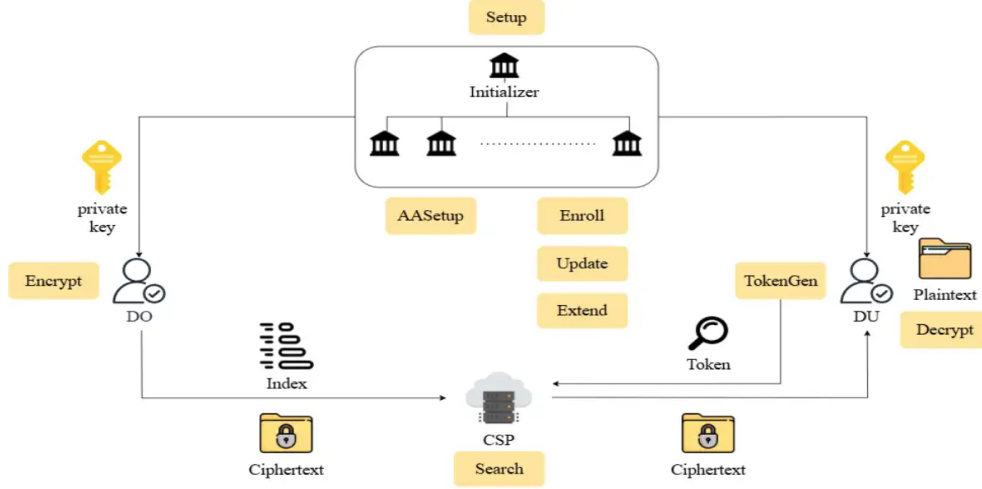 Setup
Initializer
private
key
private
key
AASetup
Enroll
Update
Extend
Encrypt
DO
TokenGen
DU
Plaintext
Decrypt
Index
Token
Ciphertext
CSP
Search
Ciphertext